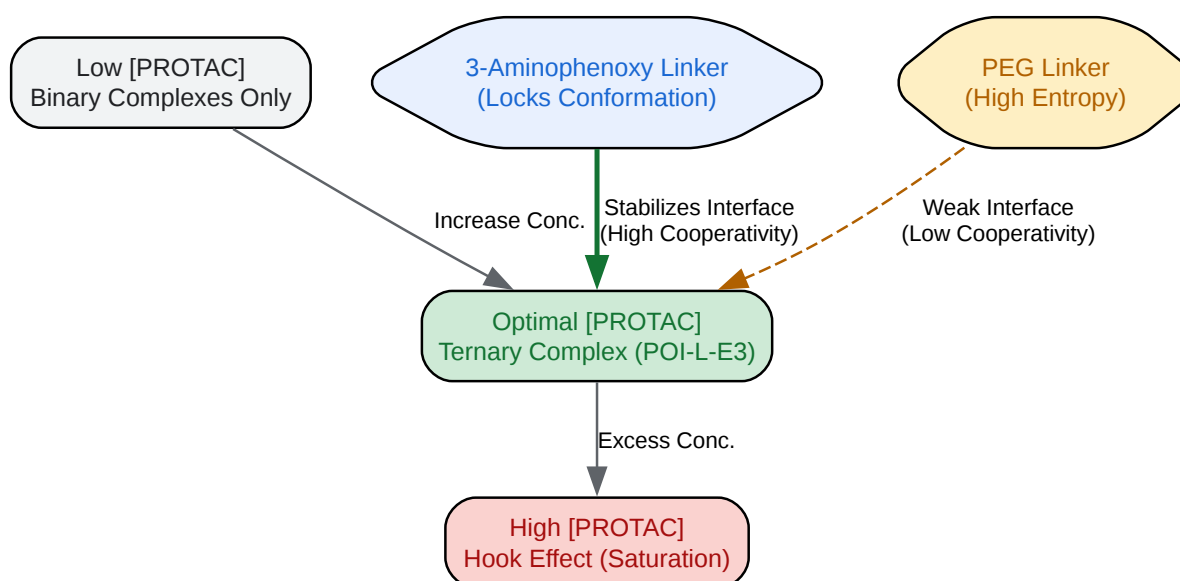 Low [PROTAC]
Binary Complexes Only
3-Aminophenoxy Linker
(Locks Conformation)
PEG Linker
(High Entropy)
Increase Conc.
Stabilizes Interface
(High Cooperativity)
Weak Interface
(Low Cooperativity)
Optimal [PROTAC]
Ternary Complex (POI-L-E3)
Excess Conc.
High [PROTAC]
Hook Effect (Saturation)